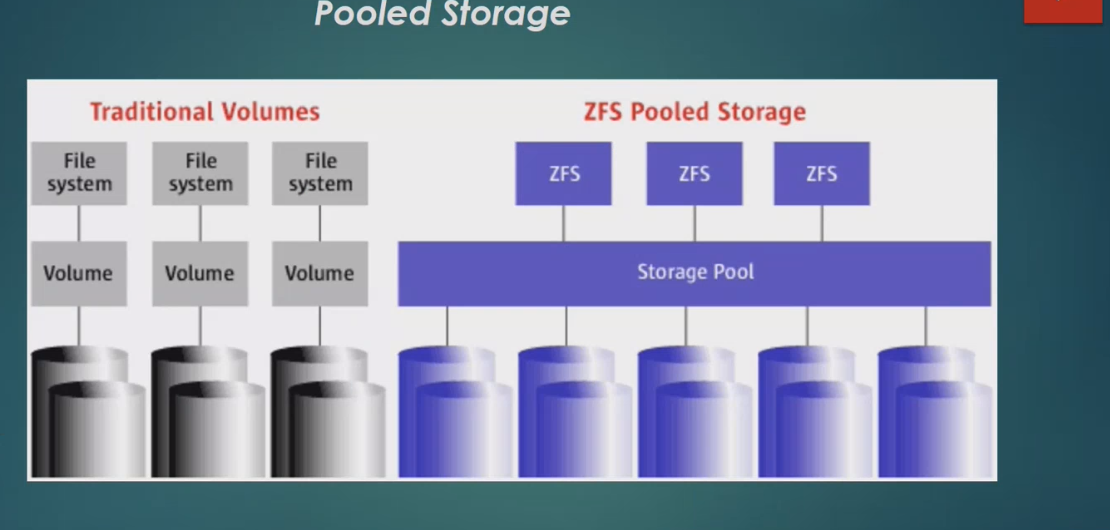 Pooled Storage
Traditional Volumes
ZFS Pooled Storage
File
system
File
system
File
system
ZFS
ZFS
ZFS
Volume
Volume
Volume
Storage Pool